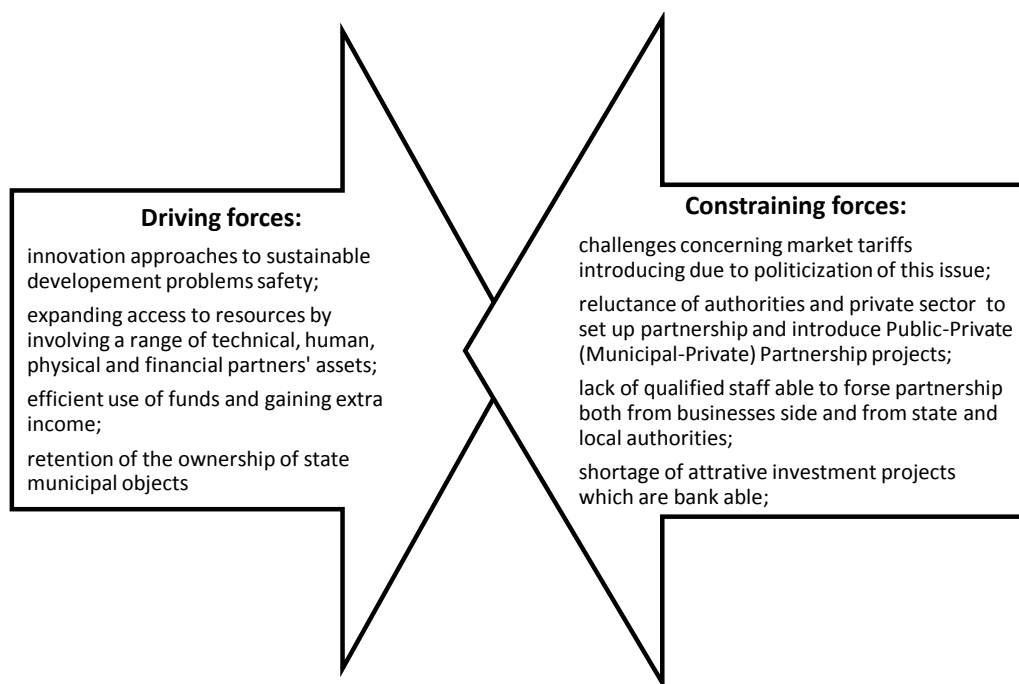 Driving forces:
innovation approaches to sustainable
developement problems safety;
expanding access to resources by
involving a range of technical, human,
physical and financial partners' assets;
efficient use of funds and gaining extra
income;
retention of the ownership of state
municipal objects
Constraining forces:
challenges concerning market tariffs
introducing due to politicization of this issue;
reluctance of authorities and private sector to
set up partnership and introduce Public-Private
(Municipal-Private) Partnership projects;
lack of qualified staff able to forse partnership
both from businesses side and from state and
local authorities;
shortage of attrative investment projects
which are bank able;